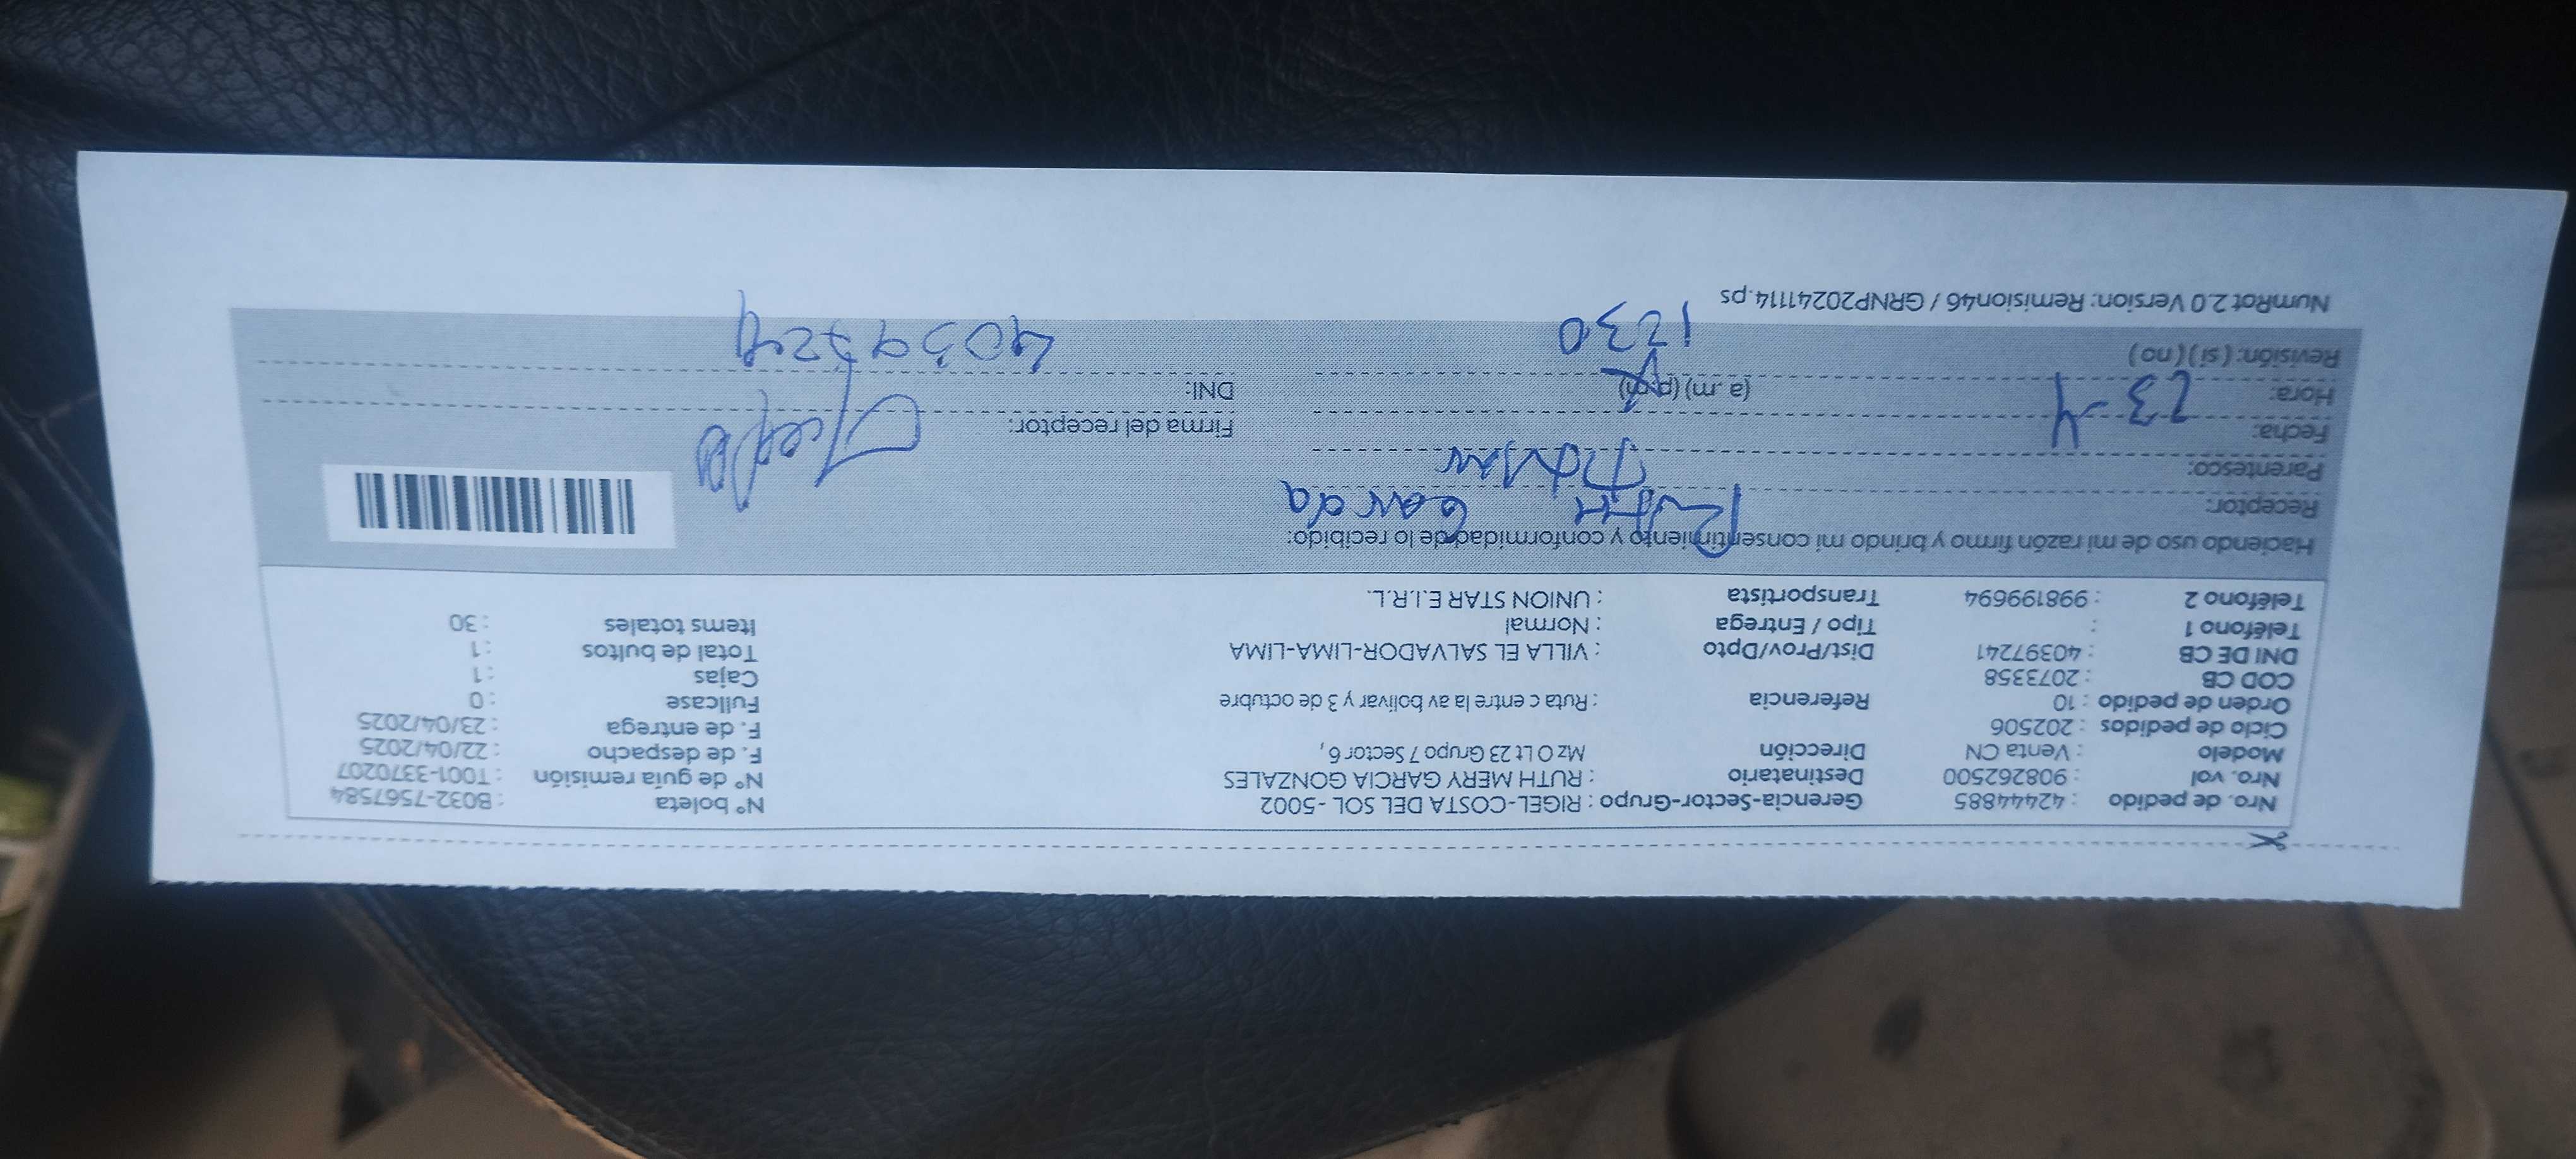 Nro. de pedido : 42444885 Gerencia-Sector-Grupo : RIGEL-COSTA DEL SOL - 5002 N° boleta : B032-7567584
Nro. vol : 908262500 Destinatario : RUTH MERY GARCIA GONZALES N° de guía remisión : T001-3370207
Modelo : Venta CN Dirección Mz O Lt 23 Grupo 7 Sector 6, F. de despacho : 22/04/2025
Ciclo de pedidos : 202506 F. de entrega : 23/04/2025
Orden de pedido : 10 Referencia : Ruta c entre la av bolivar y 3 de octubre Fullcase : 0
COD CB : 2073358 Cajas : 1
DNI DE CB : 40397241 Dist/Prov/Dpto : VILLA EL SALVADOR-LIMA-LIMA Total de bultos : 1
Teléfono 1 : Tipo / Entrega : Normal Items totales : 30
Teléfono 2 : 998199694 Transportista : UNION STAR E.I.R.L.
Haciendo uso de mi razón firmo y brindo mi consentimiento y conformidad de lo recibido:
Receptor: Ruth
Parentesco:
Fecha: 23-4 Firma del receptor:
Hora: (a .m) (p.m) DNI:
Revisión: ( si ) ( no ) 1230
NumRot 2.0 Version: Remision46 / GRNP20241114.ps